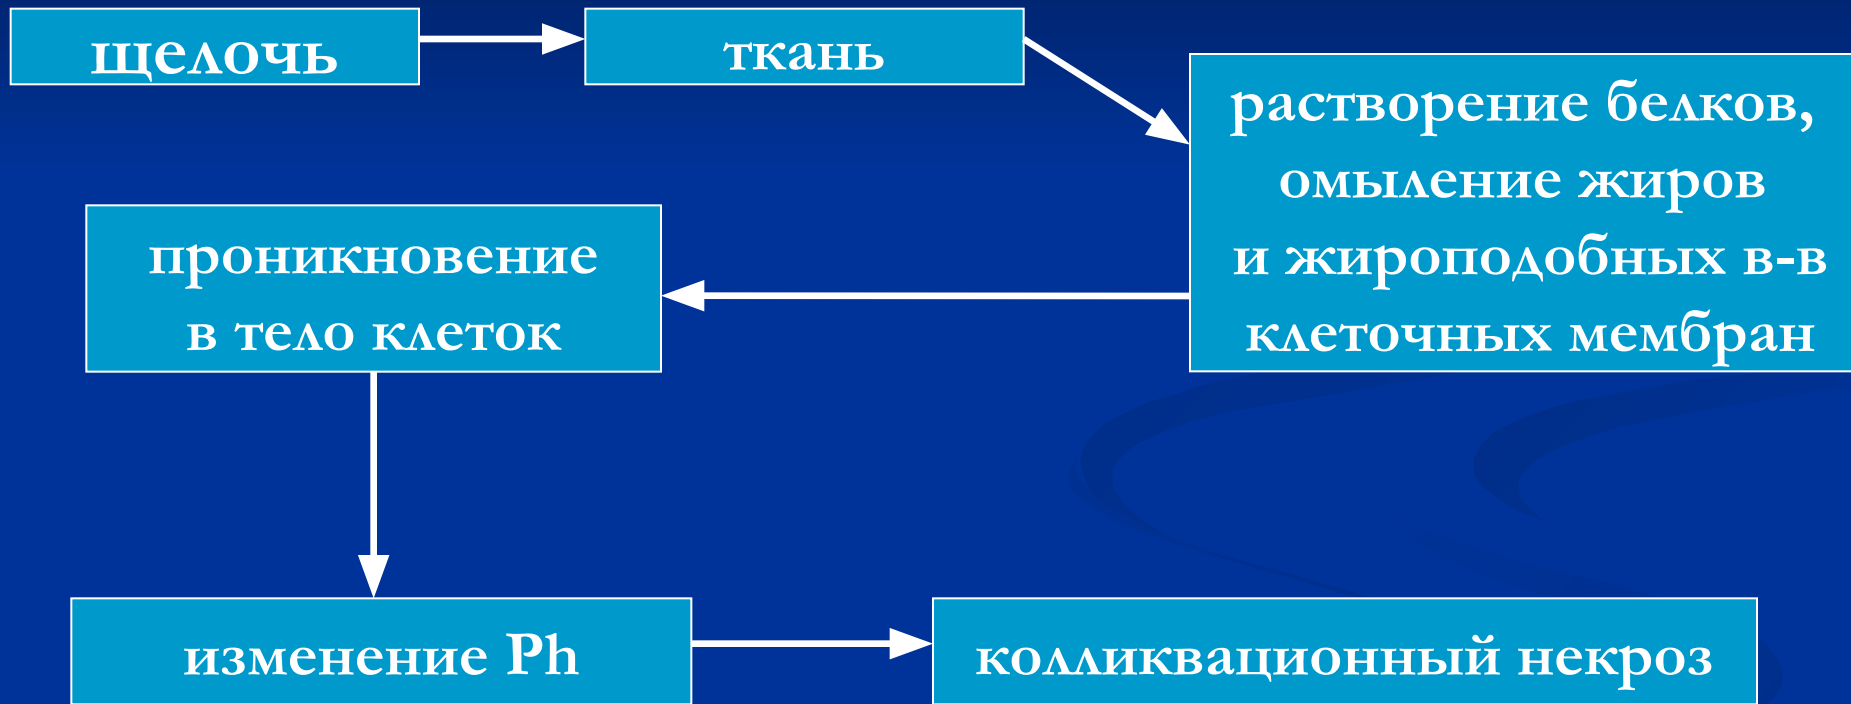 щелочь
ткань
растворение белков,
омыление жиров
и жироподобных в-в
клеточных мембран
проникновение
в тело клеток
изменение Ph
колликвационный некроз